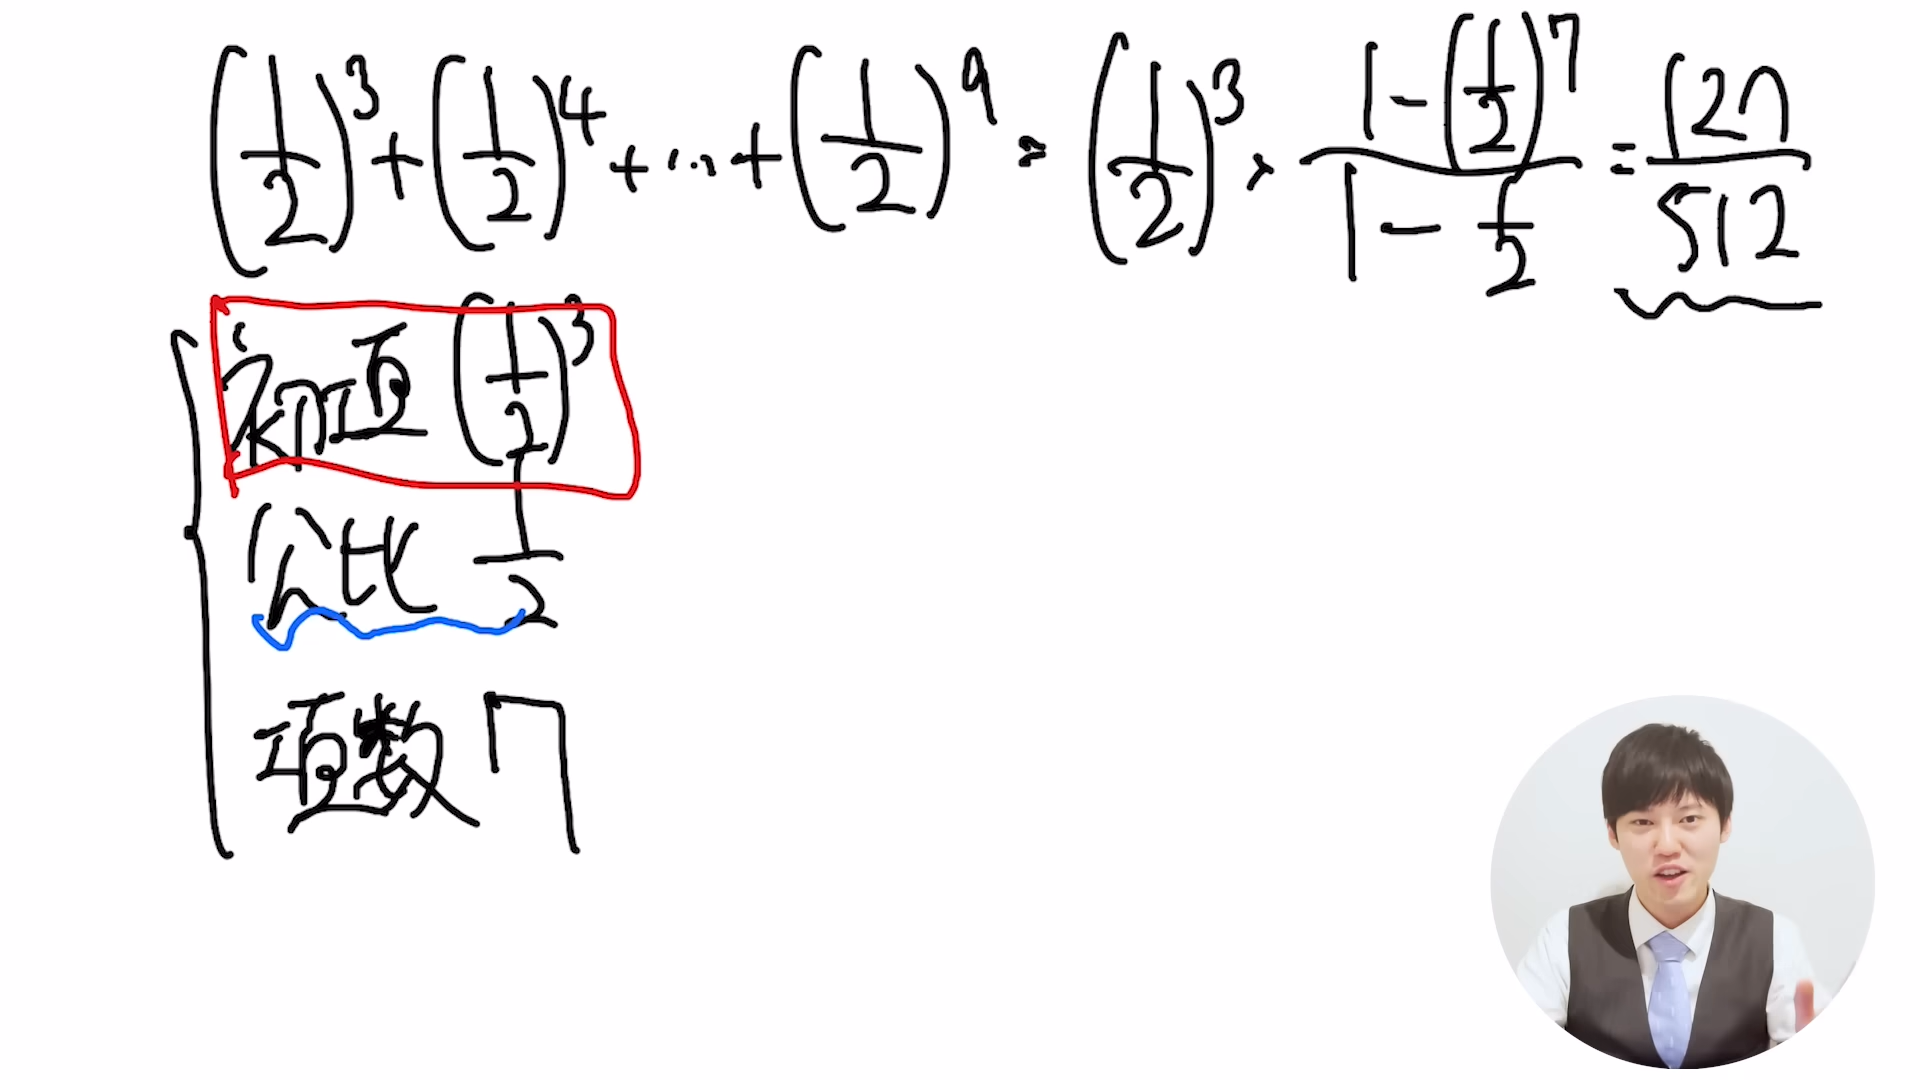 (1/2)^3 + (1/2)^4 + ... + (1/2)^9 = (1/2)^3 × (1-(1/2)^7)/(1-1/2) = 127/512
初項 (1/2)^3
公比 1/2
項数 7